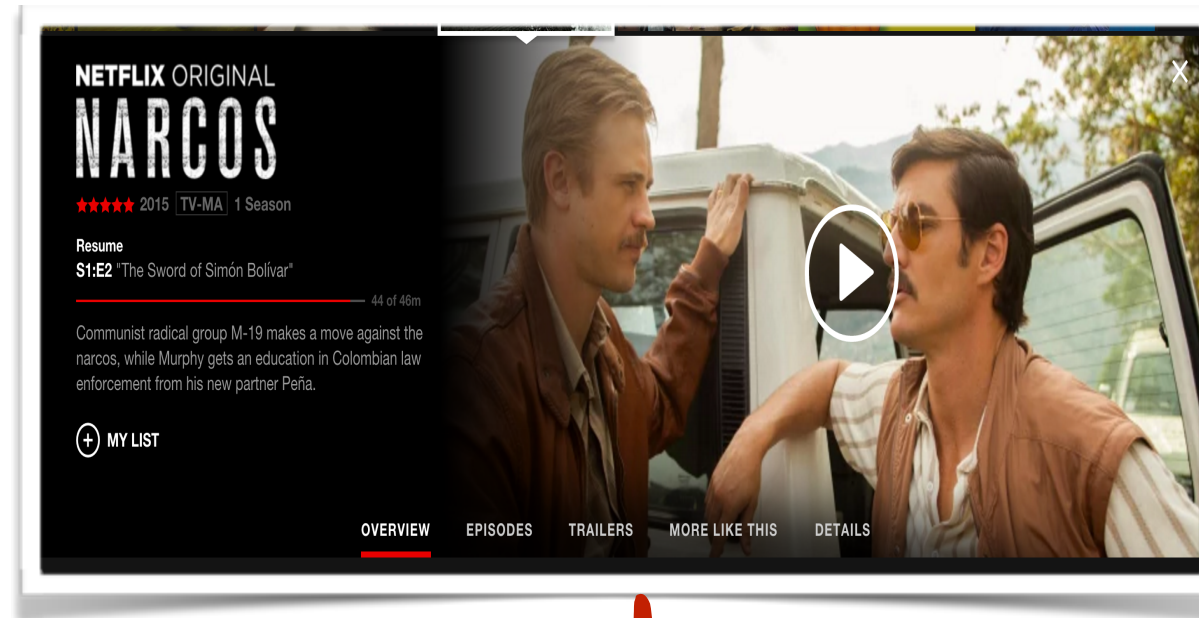 NETFLIX ORIGINAL
NARCOS
2015 TV-MA 1 Season
Resume
S1:E2 "The Sword of Simón Bolívar"
44 of 46m
Communist radical group M-19 makes a move against the
narcos, while Murphy gets an education in Colombian law
enforcement from his new partner Peña.
+ MY LIST
OVERVIEW EPISODES TRAILERS MORE LIKE THIS DETAILS